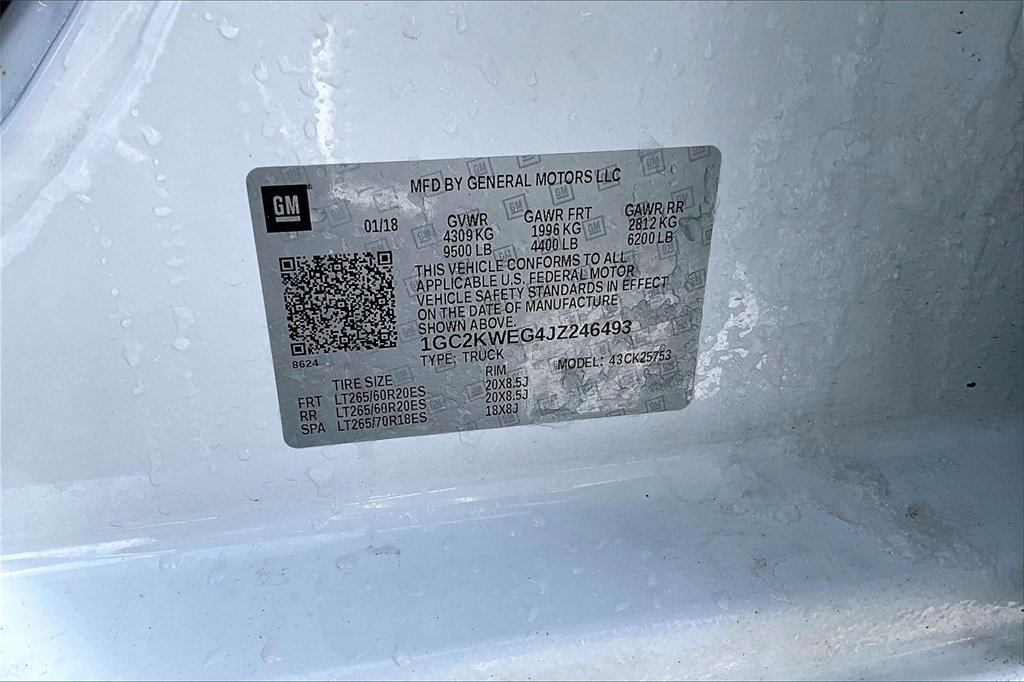 MFD BY GENERAL MOTORS LLC
GM
01/18
GVWR
4309 KG
9500 LB
GAWR FRT
1996 KG
4400 LB
GAWR RR
2812 KG
6200 LB
THIS VEHICLE CONFORMS TO ALL
APPLICABLE U.S. FEDERAL MOTOR
VEHICLE SAFETY STANDARDS IN EFFECT
ON THE DATE OF MANUFACTURE
SHOWN ABOVE.
1GC2KWEG4JZ246493
8624
TYPE: TRUCK
MODEL: 43CK25753
TIRE SIZE RIM
FRT LT265/60R20ES 20X8.5J
RR LT265/60R20ES 20X8.5J
SPA LT265/70R18ES 18X8J